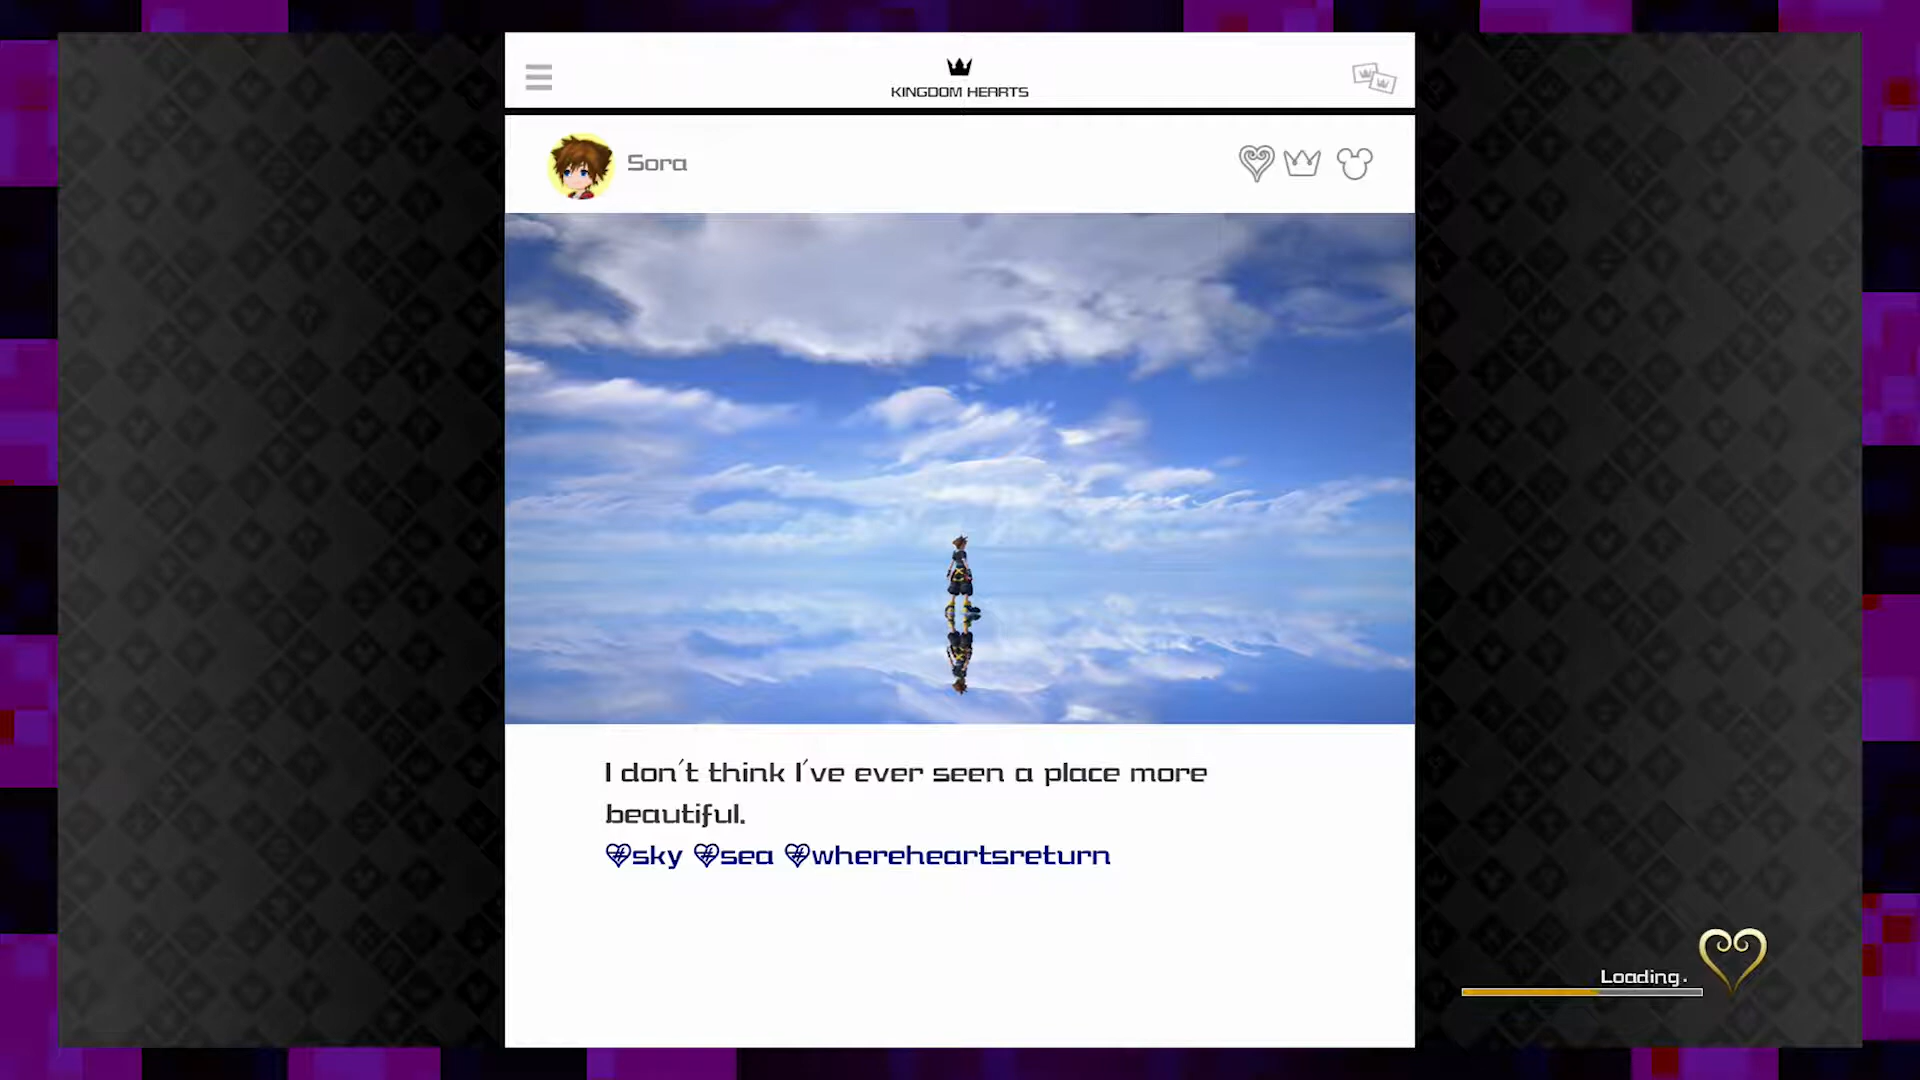 KINGDOM HEARTS
Sora
I don't think I've ever seen a place more
beautiful.
#sky #sea #whereheartsreturn
Loading.